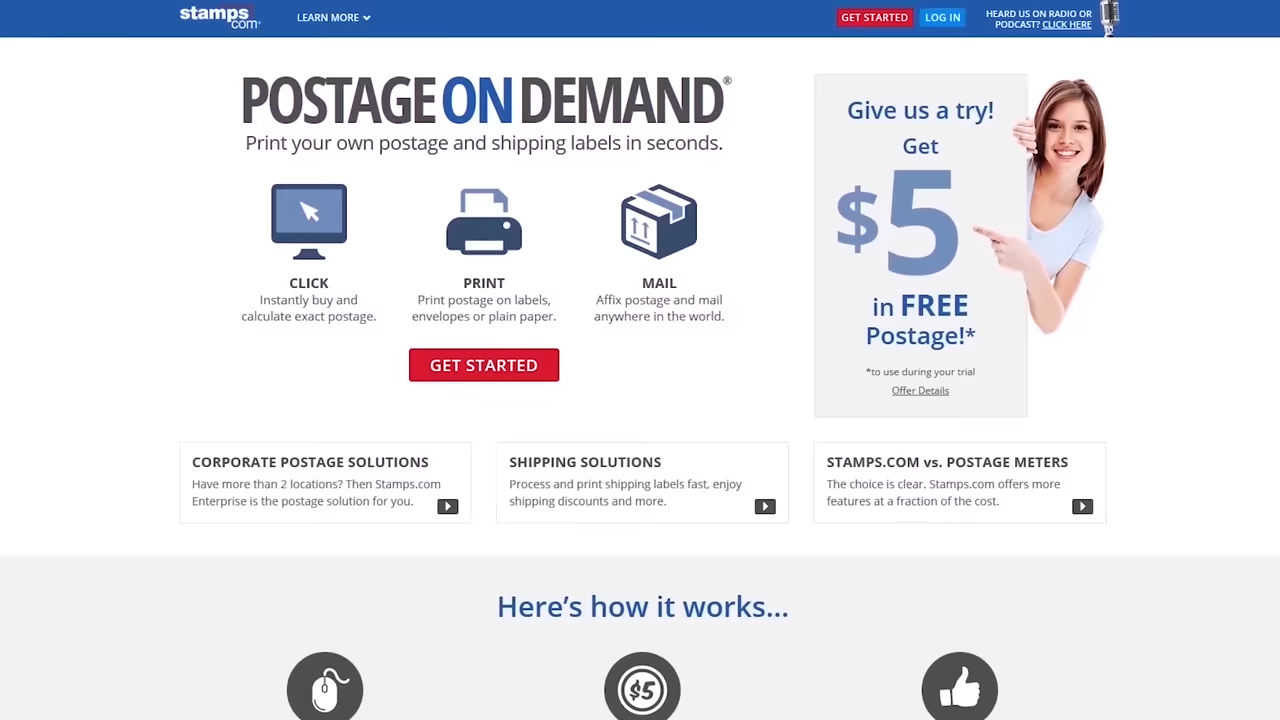 stamps
.com
LEARN MORE
GET STARTED
LOG IN
HEARD US ON RADIO OR
PODCAST? CLICK HERE
POSTAGE ON DEMAND®
Print your own postage and shipping labels in seconds.
CLICK
Instantly buy and
calculate exact postage.
PRINT
Print postage on labels,
envelopes or plain paper.
MAIL
Affix postage and mail
anywhere in the world.
GET STARTED
Give us a try!
Get
$5
in FREE
Postage!*
*to use during your trial
Offer Details
CORPORATE POSTAGE SOLUTIONS
Have more than 2 locations? Then Stamps.com
Enterprise is the postage solution for you.
SHIPPING SOLUTIONS
Process and print shipping labels fast, enjoy
shipping discounts and more.
STAMPS.COM vs. POSTAGE METERS
The choice is clear. Stamps.com offers more
features at a fraction of the cost.
Here's how it works...
$5